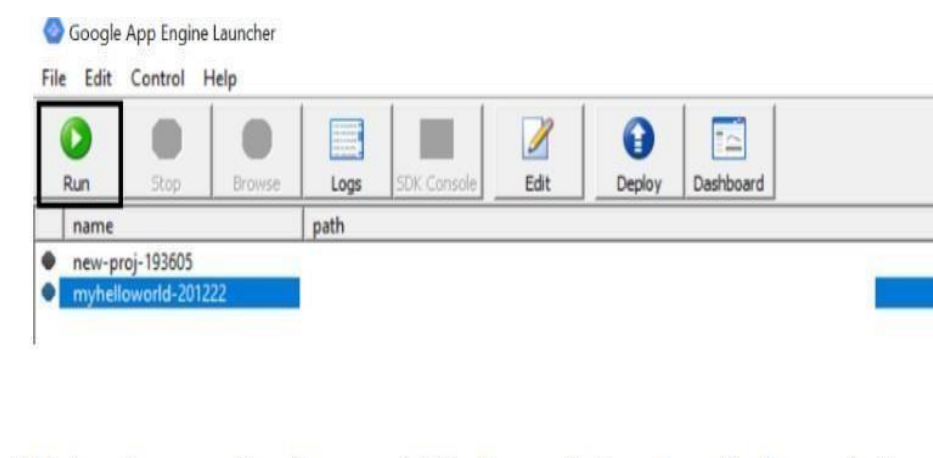 Google App Engine Launcher
File Edit Control Help
Run Stop Browse Logs SDK Console Edit Deploy Dashboard
name path
new-proj-193605
myhelloworld-201222